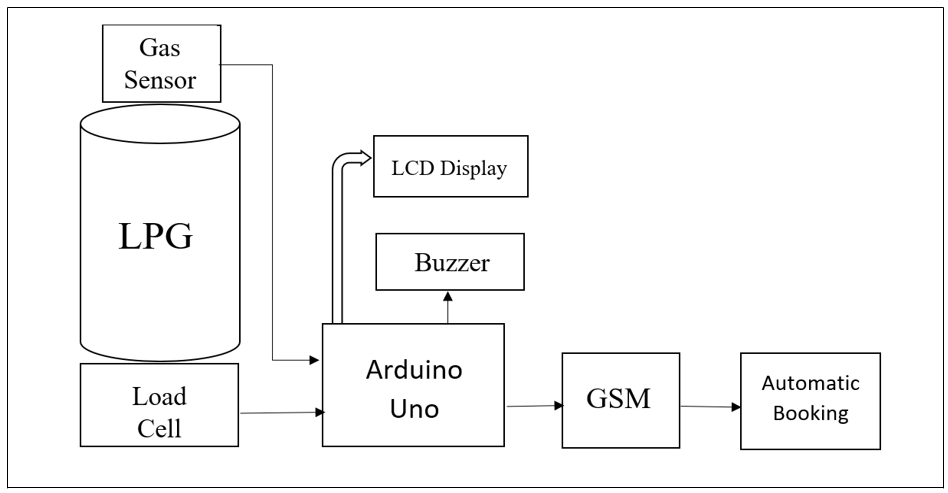 Gas
Sensor
LPG
Load
Cell
LCD Display
Buzzer
Arduino
Uno
GSM
Automatic
Booking